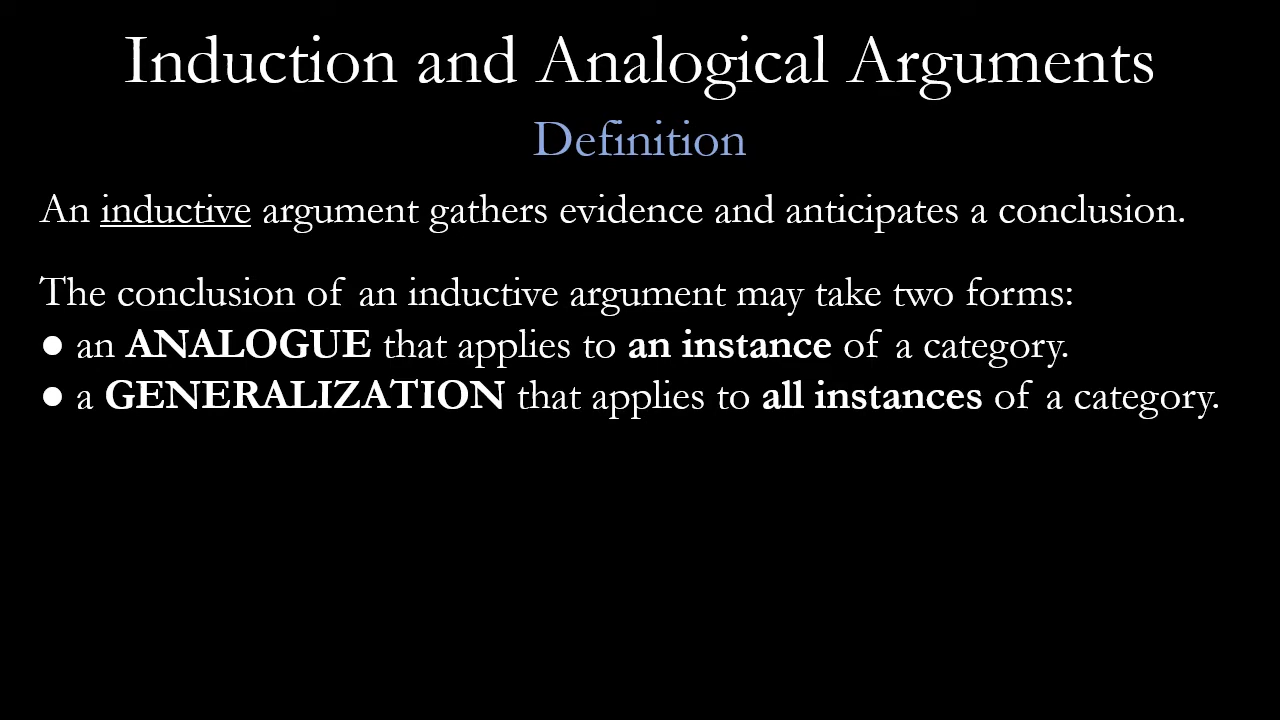 Induction and Analogical Arguments
Definition
An inductive argument gathers evidence and anticipates a conclusion.
The conclusion of an inductive argument may take two forms:
● an ANALOGUE that applies to an instance of a category.
● a GENERALIZATION that applies to all instances of a category.